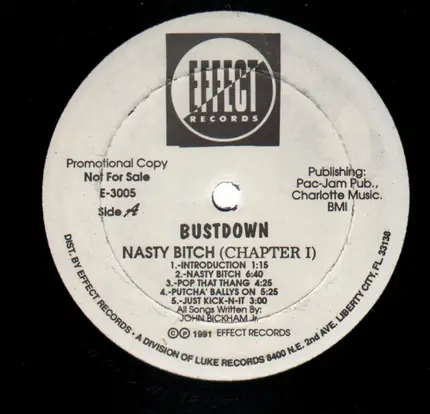 EFFECT
RECORDS
Promotional Copy
Not For Sale
E-3005
Side A
Publishing:
Pac-Jam Pub.,
Charlotte Music.
BMI
BUSTDOWN
NASTY BITCH (CHAPTER I)
1.-INTRODUCTION 1:15
2.-NASTY BITCH 6:40
3.-POP THAT THANG 4:25
4.-PUTCHA' BALLYS ON 5:25
5.-JUST KICK-N-IT 3:00
All Songs Written By:
JOHN BICKHAM Jr.
©℗ 1991 EFFECT RECORDS
DIST. BY EFFECT RECORDS • A DIVISION OF LUKE RECORDS 8400 N.E. 2nd AVE. LIBERTY CITY, FL 33138